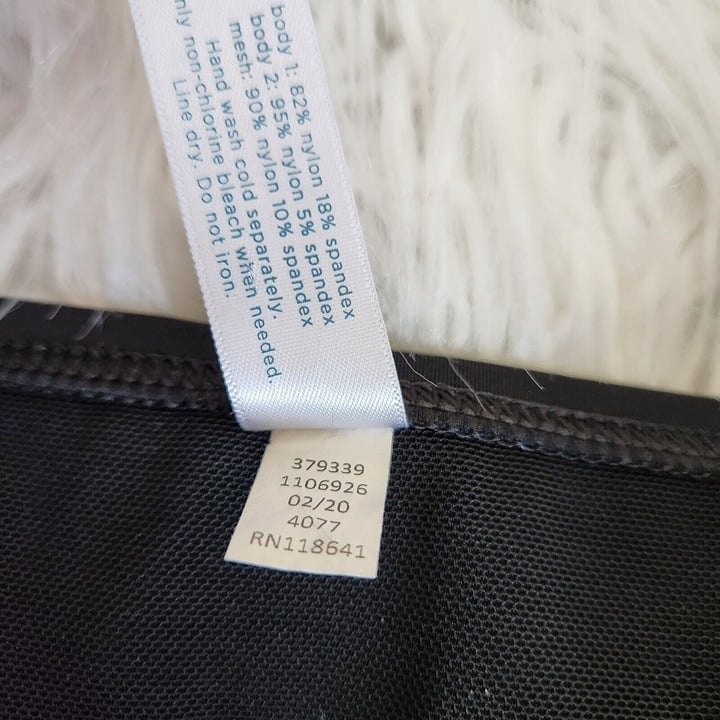 body 1: 82% nylon 18% spandex
body 2: 95% nylon 5% spandex
mesh: 90% nylon 10% spandex
Hand wash cold separately.
non-chlorine bleach when needed.
Line dry. Do not iron.
379339
1106926
02/20
4077
RN118641